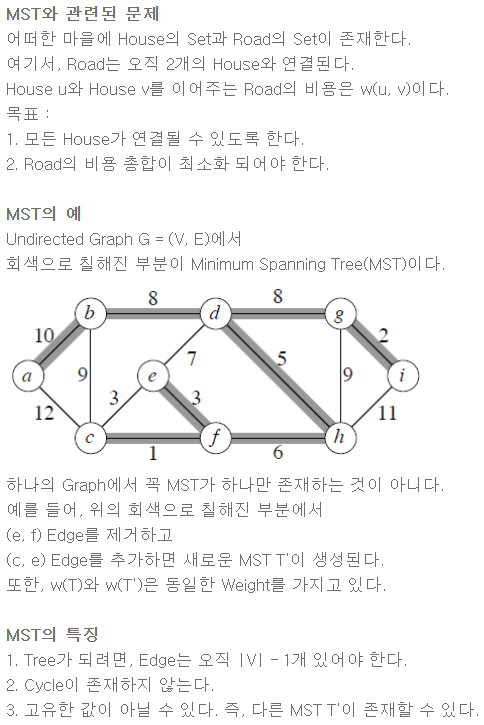 MST와 관련된 문제
어떠한 마을에 House의 Set과 Road의 Set이 존재한다.
여기서, Road는 오직 2개의 House와 연결된다.
House u와 House v를 이어주는 Road의 비용은 w(u, v)이다.
목표 :
1. 모든 House가 연결될 수 있도록 한다.
2. Road의 비용 총합이 최소화 되어야 한다.
MST의 예
Undirected Graph G = (V, E)에서
회색으로 칠해진 부분이 Minimum Spanning Tree(MST)이다.
8 8
b d g
10 2
7 5
a 9 e 9 i
3 3
12 11
c f h
1 6
하나의 Graph에서 꼭 MST가 하나만 존재하는 것이 아니다.
예를 들어, 위의 회색으로 칠해진 부분에서
(e, f) Edge를 제거하고
(c, e) Edge를 추가하면 새로운 MST T'이 생성된다.
또한, w(T)와 w(T')은 동일한 Weight를 가지고 있다.
MST의 특징
1. Tree가 되려면, Edge는 오직 |V| - 1개 있어야 한다.
2. Cycle이 존재하지 않는다.
3. 고유한 값이 아닐 수 있다. 즉, 다른 MST T'이 존재할 수 있다.